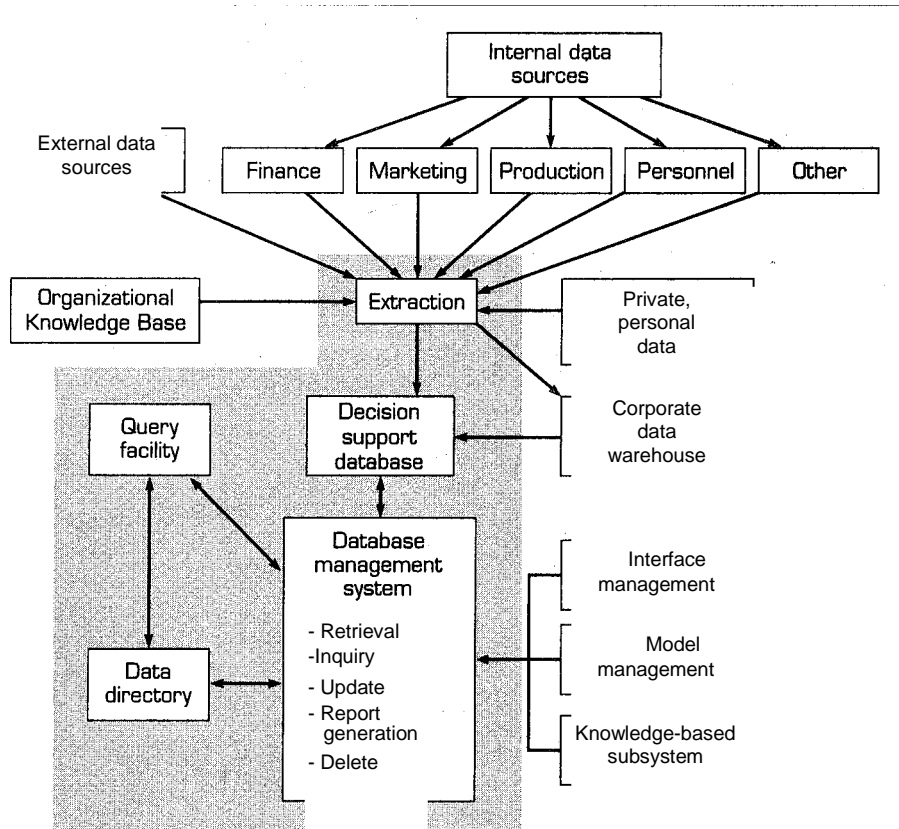 Internal data
sources
External data
sources
Finance
Marketing
Production
Personnel
Other
Organizational
Knowledge Base
Extraction
Private,
personal
data
Query
facility
Decision
support
database
Corporate
data
warehouse
Database
management
system
- Retrieval
-Inquiry
- Update
- Report
generation
- Delete
Interface
management
Data
directory
Model
management
Knowledge-based
subsystem